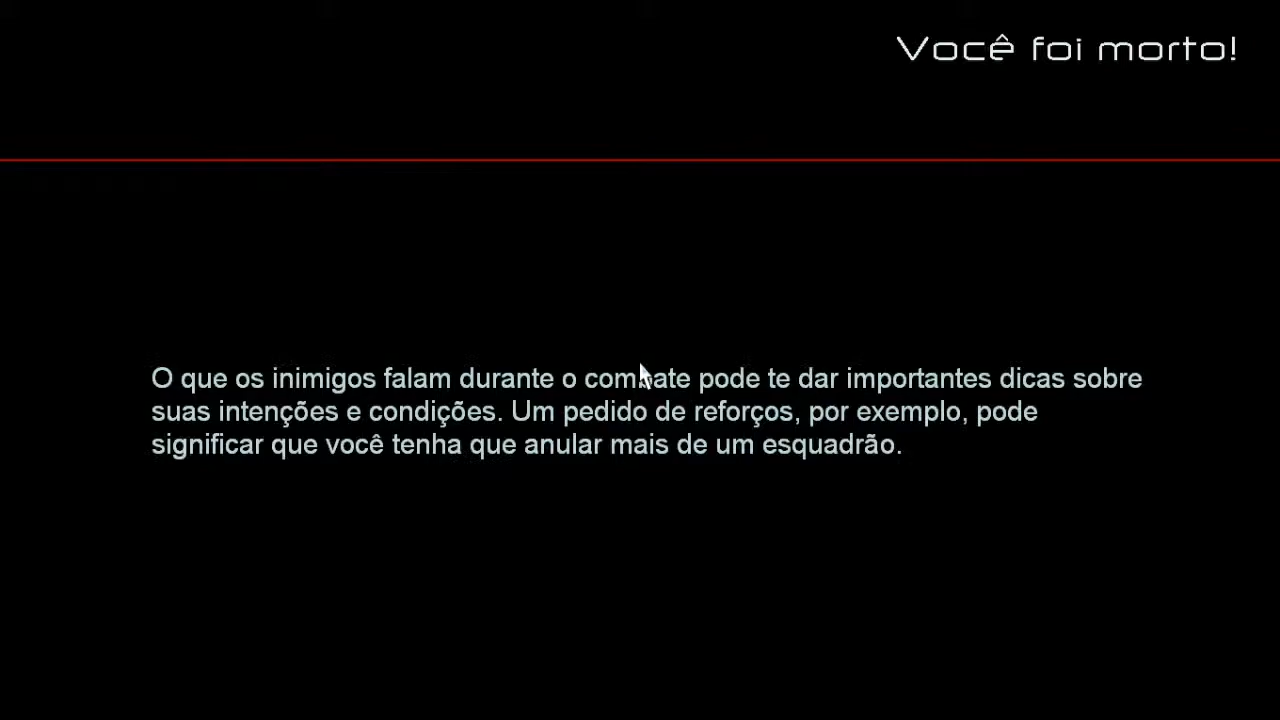 Você foi morto!
O que os inimigos falam durante o combate pode te dar importantes dicas sobre
suas intenções e condições. Um pedido de reforços, por exemplo, pode
significar que você tenha que anular mais de um esquadrão.